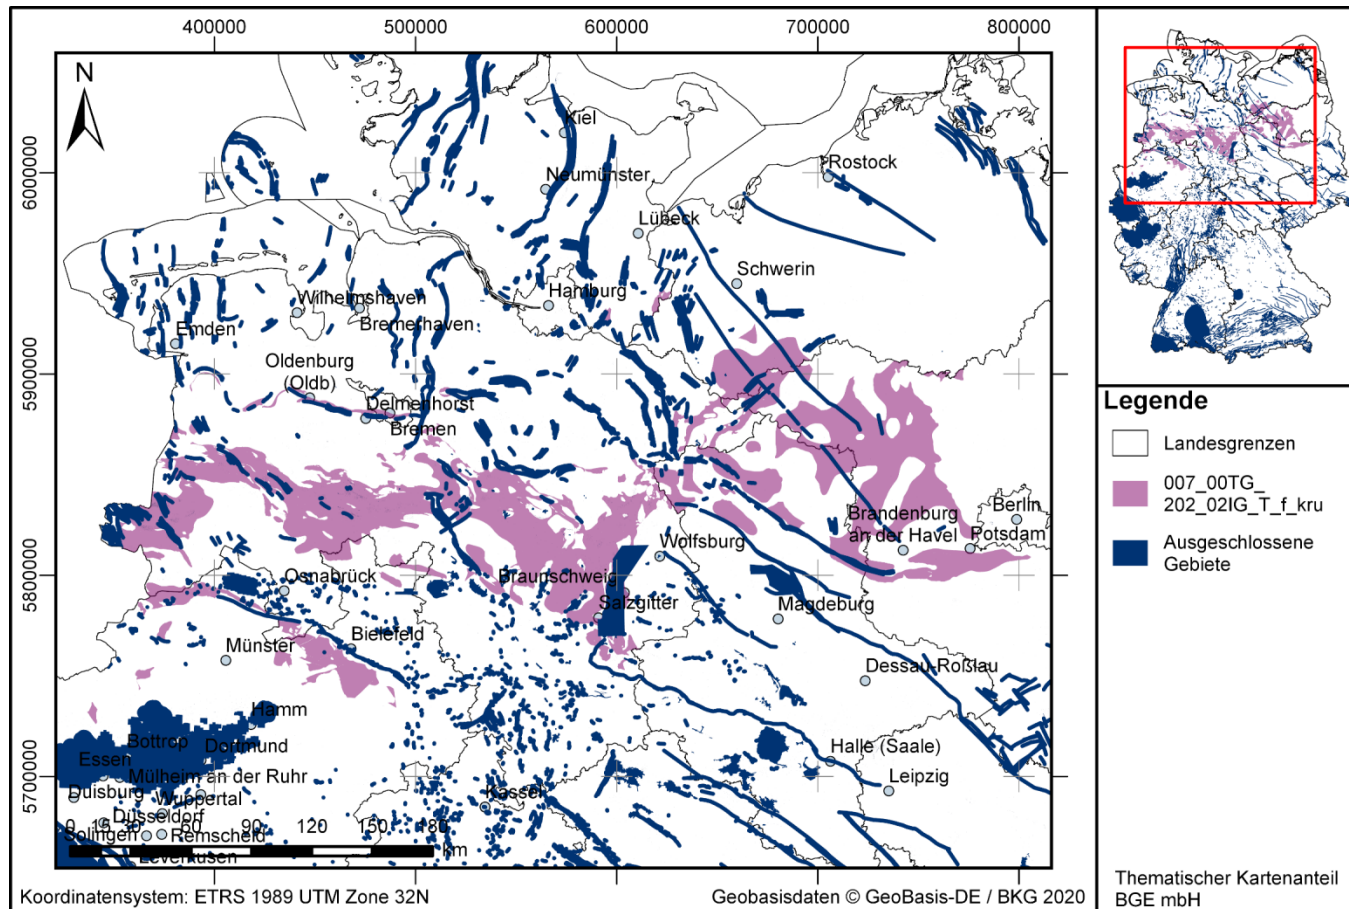 400000 500000 600000 700000 800000
N
Kiel
Rostock
6000000
Neumünster
Lübeck
Schwerin
Hamburg
Wilhelmshaven
Bremerhaven
Emden
5900000
Oldenburg
(Oldb)
Delmenhorst
Bremen
Berlin
Brandenburg
an der Havel
Potsdam
Wolfsburg
5800000
Osnabrück
Braunschweig
Salzgitter
Magdeburg
Bielefeld
Münster
Dessau-Roßlau
Hamm
Bottrop
Dortmund
Essen
Halle (Saale)
5700000
Mülheim an der Ruhr
Leipzig
Duisburg
Wuppertal
Kassel
Düsseldorf
0 15 30 60 90 120 150 180
Solingen
Remscheid
km
Leverkusen
Koordinatensystem: ETRS 1989 UTM Zone 32N
Geobasisdaten © GeoBasis-DE / BKG 2020
Legende
Landesgrenzen
007_00TG_
202_02IG_T_f_kru
Ausgeschlossene
Gebiete
Thematischer Kartenanteil
BGE mbH